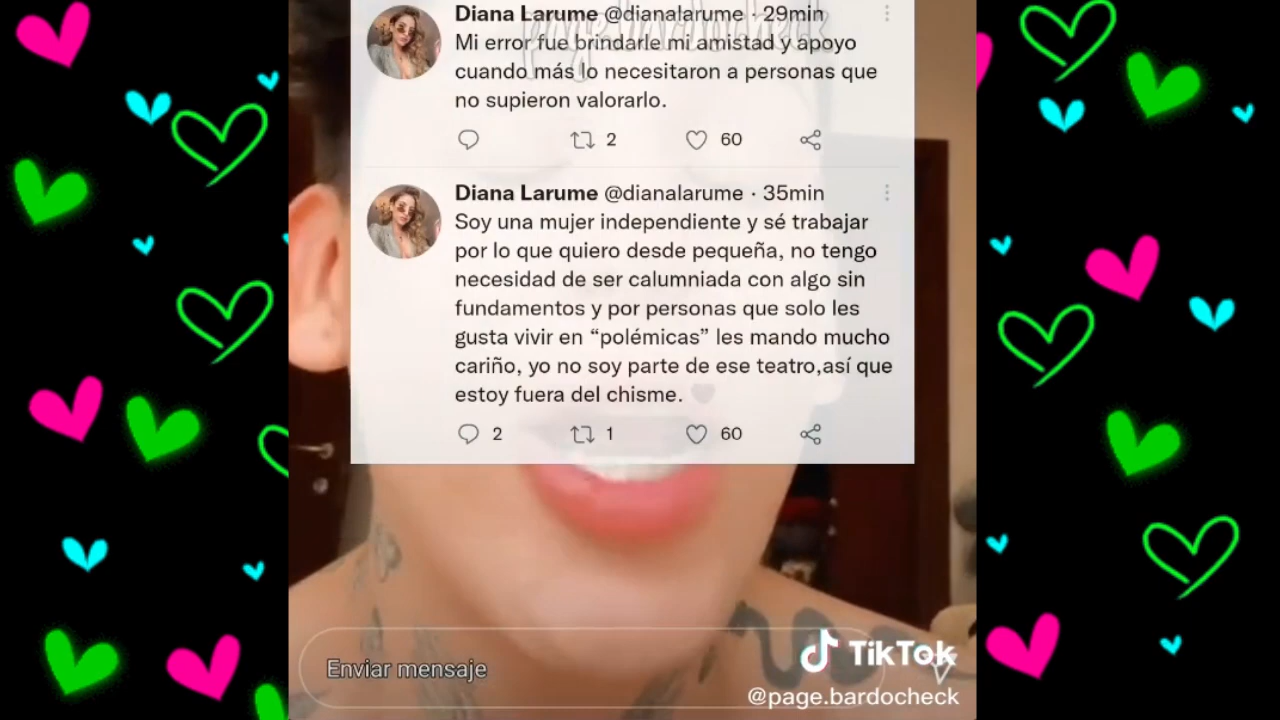 Diana Larume @dianalarume · 29min
page.bardocheck
Mi error fue brindarle mi amistad y apoyo
cuando más lo necesitaron a personas que
no supieron valorarlo.
2 60
Diana Larume @dianalarume · 35min
Soy una mujer independiente y sé trabajar
por lo que quiero desde pequeña, no tengo
necesidad de ser calumniada con algo sin
fundamentos y por personas que solo les
gusta vivir en “polémicas” les mando mucho
cariño, yo no soy parte de ese teatro,así que
estoy fuera del chisme.
2 1 60
Enviar mensaje
TikTok
@page.bardocheck